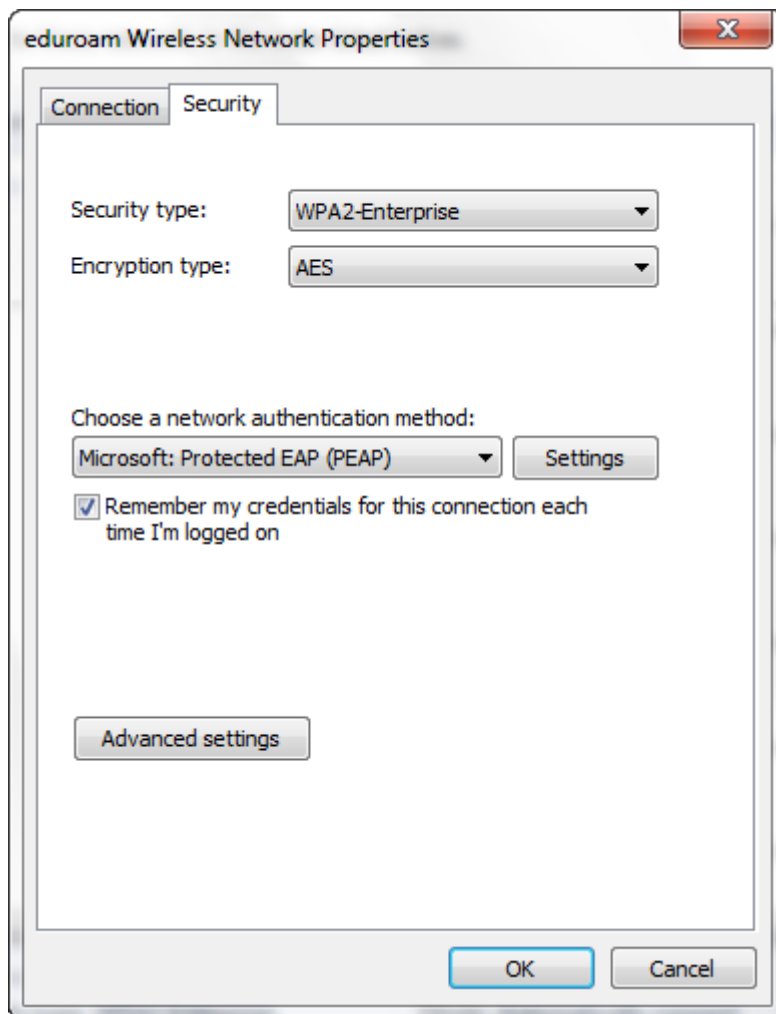 eduroam Wireless Network Properties
Connection
Security
Security type:
WPA2-Enterprise
Encryption type:
AES
Choose a network authentication method:
Microsoft: Protected EAP (PEAP)
Settings
Remember my credentials for this connection each
time I'm logged on
Advanced settings
OK
Cancel